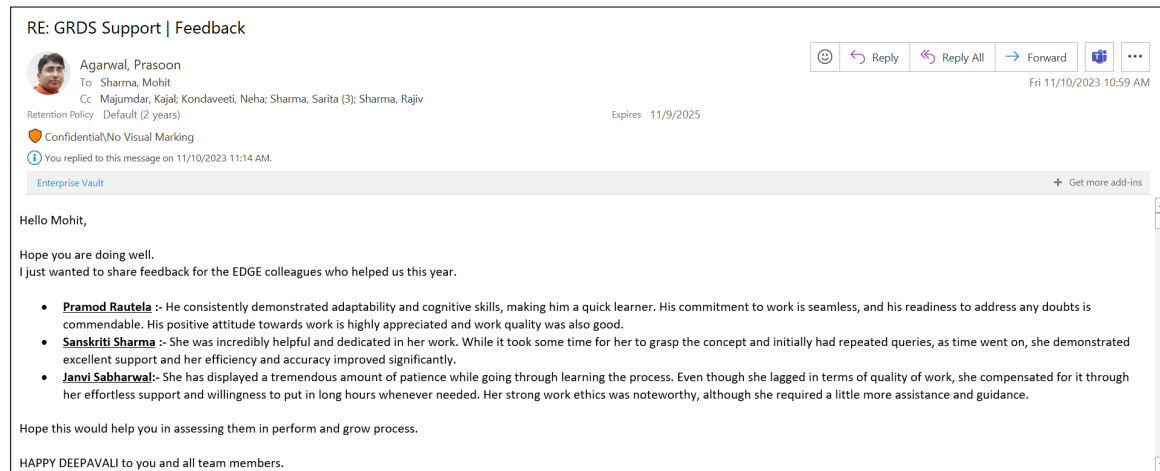 RE: GRDS Support | Feedback
Agarwal, Prasoon
To Sharma, Mohit
Cc Majumdar, Kajal; Kondaveeti, Neha; Sharma, Sarita (3); Sharma, Rajiv
Reply
Reply All
Forward
Fri 11/10/2023 10:59 AM
Retention Policy Default (2 years)
Expires 11/9/2025
Confidential\No Visual Marking
You replied to this message on 11/10/2023 11:14 AM.
Enterprise Vault
+ Get more add-ins
Hello Mohit,
Hope you are doing well.
I just wanted to share feedback for the EDGE colleagues who helped us this year.
• Pramod Rautela :- He consistently demonstrated adaptability and cognitive skills, making him a quick learner. His commitment to work is seamless, and his readiness to address any doubts is
commendable. His positive attitude towards work is highly appreciated and work quality was also good.
• Sanskriti Sharma :- She was incredibly helpful and dedicated in her work. While it took some time for her to grasp the concept and initially had repeated queries, as time went on, she demonstrated
excellent support and her efficiency and accuracy improved significantly.
• Janvi Sabharwal:- She has displayed a tremendous amount of patience while going through learning the process. Even though she lagged in terms of quality of work, she compensated for it through
her effortless support and willingness to put in long hours whenever needed. Her strong work ethics was noteworthy, although she required a little more assistance and guidance.
Hope this would help you in assessing them in perform and grow process.
HAPPY DEEPAVALI to you and all team members.